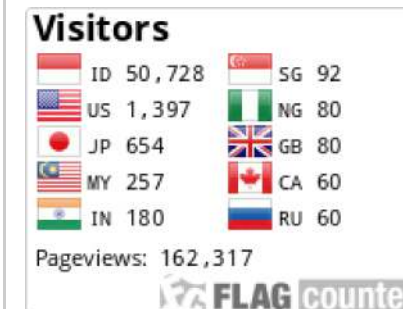 Visitors
ID 50,728 SG 92
US 1,397 NG 80
JP 654 GB 80
MY 257 CA 60
IN 180 RU 60
Pageviews: 162,317
FLAG counte